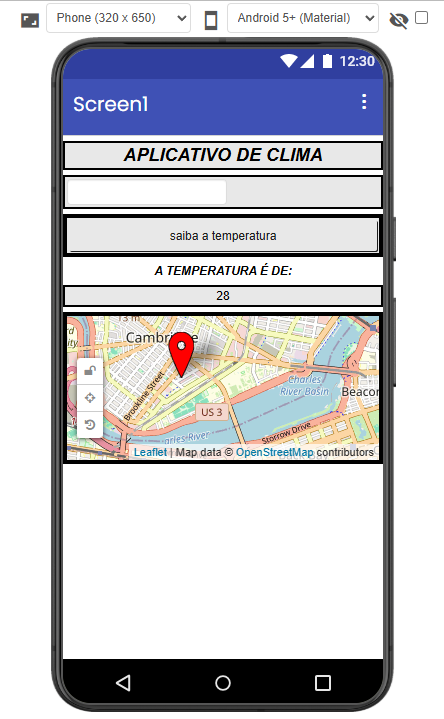 Phone (320 x 650)
Android 5+ (Material)
12:30
Screen1
APLICATIVO DE CLIMA
saiba a temperatura
A TEMPERATURA É DE:
28
13 m
Cambridge
Brookline Street
US 3
Charles
River Basin
Beacon
Charles River
Storrow Drive
Leaflet | Map data © OpenStreetMap contributors